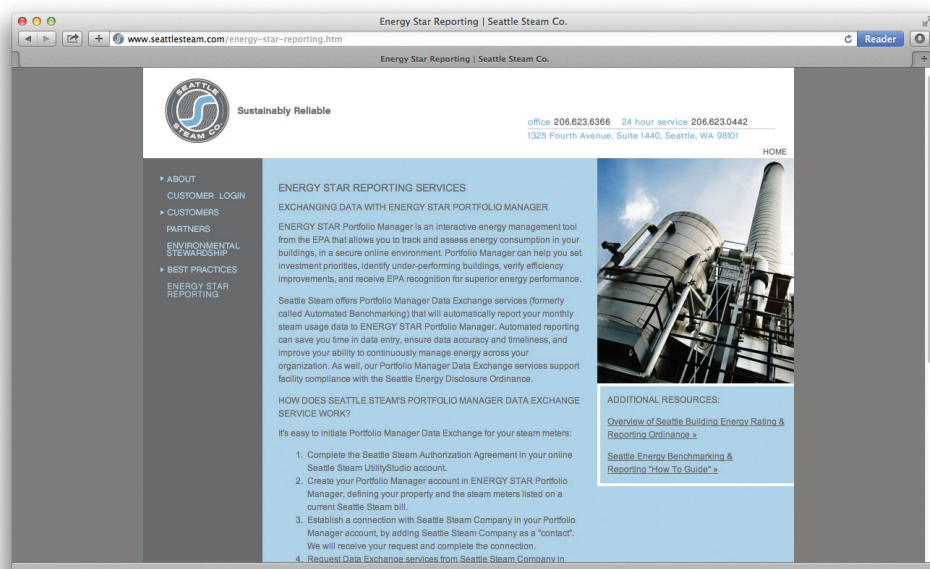 Energy Star Reporting | Seattle Steam Co.
www.seattlesteam.com/energy-star-reporting.htm
Reader
Energy Star Reporting | Seattle Steam Co.
SEATTLE
STEAM CO.
Sustainably Reliable
office 206.623.6366 24 hour service 206.623.0442
1325 Fourth Avenue, Suite 1440, Seattle, WA 98101
HOME
ABOUT
CUSTOMER LOGIN
CUSTOMERS
PARTNERS
ENVIRONMENTAL
STEWARDSHIP
BEST PRACTICES
ENERGY STAR
REPORTING
ENERGY STAR REPORTING SERVICES
EXCHANGING DATA WITH ENERGY STAR PORTFOLIO MANAGER
ENERGY STAR Portfolio Manager is an interactive energy management tool
from the EPA that allows you to track and assess energy consumption in your
buildings, in a secure online environment. Portfolio Manager can help you set
investment priorities, identify under-performing buildings, verify efficiency
improvements, and receive EPA recognition for superior energy performance.
Seattle Steam offers Portfolio Manager Data Exchange services (formerly
called Automated Benchmarking) that will automatically report your monthly
steam usage data to ENERGY STAR Portfolio Manager. Automated reporting
can save you time in data entry, ensure data accuracy and timeliness, and
improve your ability to continuously manage energy across your
organization. As well, our Portfolio Manager Data Exchange services support
facility compliance with the Seattle Energy Disclosure Ordinance.
HOW DOES SEATTLE STEAM'S PORTFOLIO MANAGER DATA EXCHANGE
SERVICE WORK?
It's easy to initiate Portfolio Manager Data Exchange for your steam meters:
1. Complete the Seattle Steam Authorization Agreement in your online
Seattle Steam UtilityStudio account.
2. Create your Portfolio Manager account in ENERGY STAR Portfolio
Manager, defining your property and the steam meters listed on a
current Seattle Steam bill.
3. Establish a connection with Seattle Steam Company in your Portfolio
Manager account, by adding Seattle Steam Company as a "contact".
We will receive your request and complete the connection.
4. Request Data Exchange services from Seattle Steam Company in
ADDITIONAL RESOURCES:
Overview of Seattle Building Energy Rating &
Reporting Ordinance »
Seattle Energy Benchmarking &
Reporting "How To Guide" »